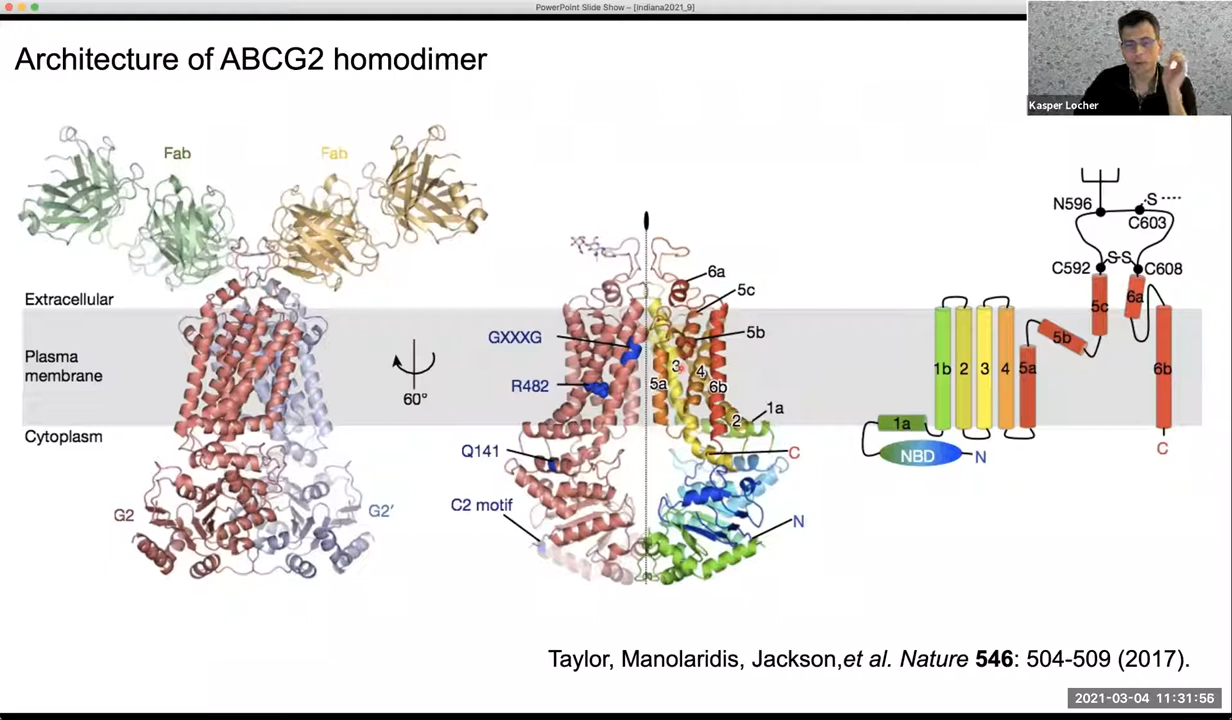 PowerPoint Slide Show – [Indiana2021_9]
Architecture of ABCG2 homodimer
Kasper Locher
Fab
Fab
Extracellular
Plasma
membrane
Cytoplasm
G2
G2′
60°
GXXXG
R482
Q141
C2 motif
6a
5c
5b
3
4
5a
6b
1a
2
C
N
N596
S
C603
C592
S-S
C608
5c
6a
5b
1b
2
3
4
5a
6b
1a
NBD
N
C
Taylor, Manolaridis, Jackson,et al. Nature 546: 504-509 (2017).
2021-03-04 11:31:56